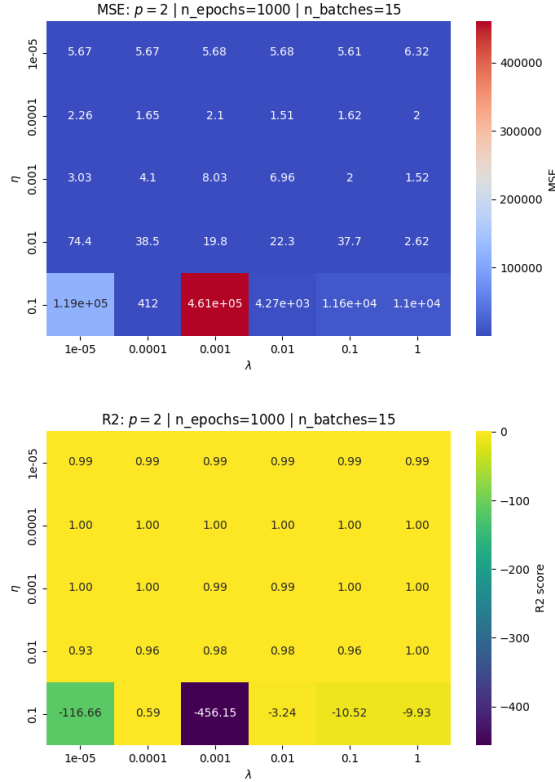 MSE: p = 2 | n_epochs=1000 | n_batches=15
1e-05 5.67 5.67 5.68 5.68 5.61 6.32
0.0001 2.26 1.65 2.1 1.51 1.62 2
0.001 3.03 4.1 8.03 6.96 2 1.52
0.01 74.4 38.5 19.8 22.3 37.7 2.62
0.1 1.19e+05 412 4.61e+05 4.27e+03 1.16e+04 1.1e+04
η
1e-05 0.0001 0.001 0.01 0.1 1
λ
400000
300000
200000
100000
MSE
R2: p = 2 | n_epochs=1000 | n_batches=15
1e-05 0.99 0.99 0.99 0.99 0.99 0.99
0.0001 1.00 1.00 1.00 1.00 1.00 1.00
0.001 1.00 1.00 0.99 0.99 1.00 1.00
0.01 0.93 0.96 0.98 0.98 0.96 1.00
0.1 -116.66 0.59 -456.15 -3.24 -10.52 -9.93
η
1e-05 0.0001 0.001 0.01 0.1 1
λ
0
-100
-200
-300
-400
R2 score